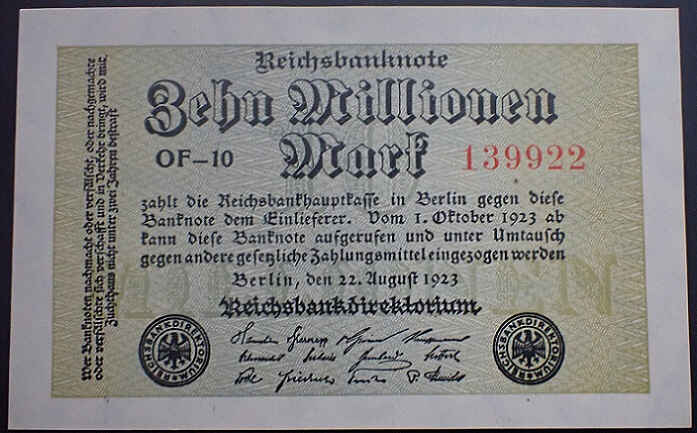 Reichsbanknote
Zehn Millionen
Mark
OF-10
139922
zahlt die Reichsbankhauptkasse in Berlin gegen diese
Banknote dem Einlieferer. Vom 1. Oktober 1923 ab
kann diese Banknote aufgerufen und unter Umtausch
gegen andere gesetzliche Zahlungsmittel eingezogen werden
Berlin, den 22. August 1923
Reichsbankdirektorium
REICHSBANKDIREKTORIUM
REICHSBANKDIREKTORIUM
Wer Banknoten nachmacht oder verfälscht, oder nachgemachte
oder verfälschte sich verschafft und in Verkehr bringt, wird mit
Zuchthaus nicht unter zwei Jahren bestraft